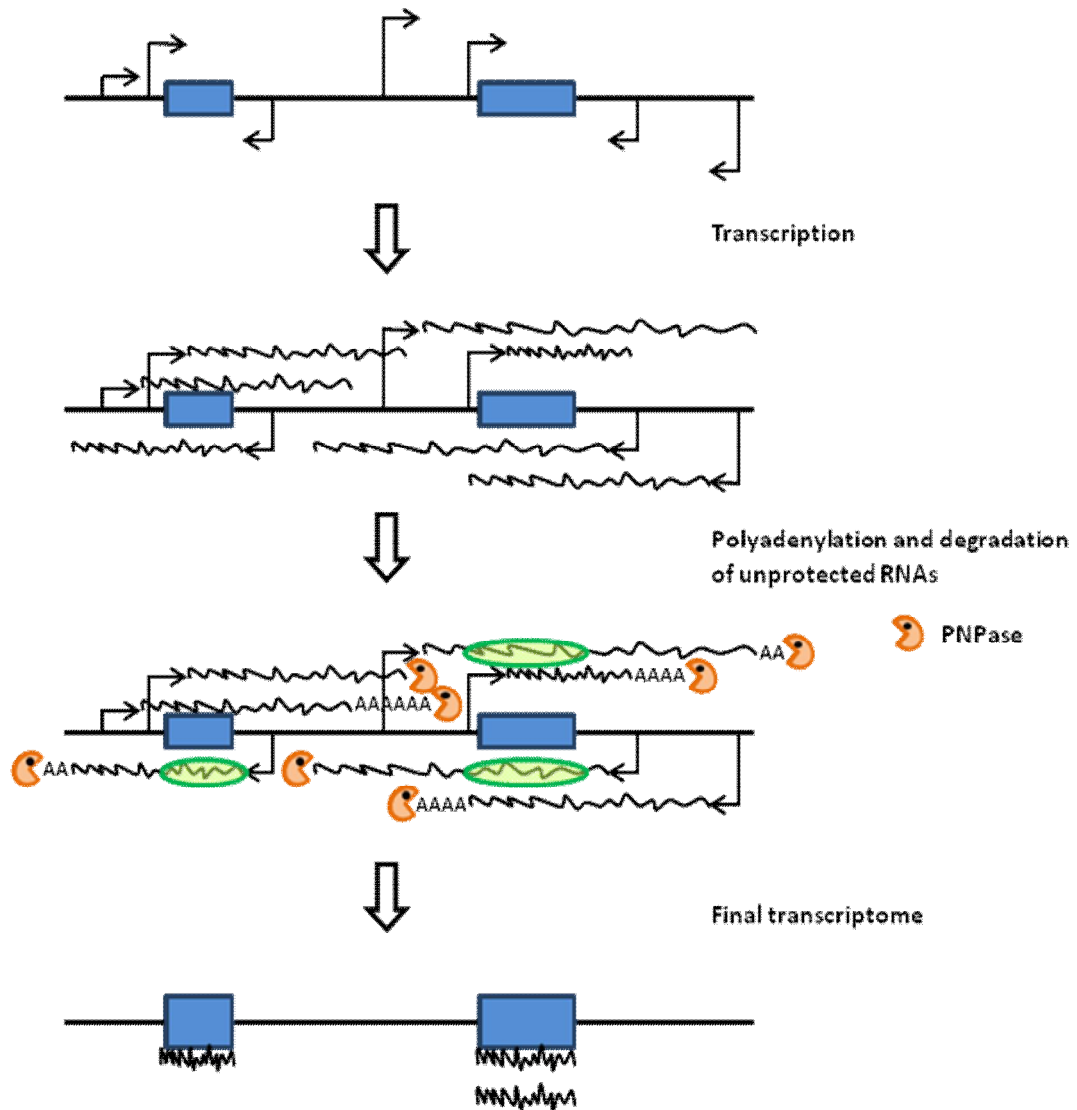 Transcription
Polyadenylation and degradation
of unprotected RNAs
PNPase
AA
AAAA
AAAAAA
AA
AAAA
Final transcriptome